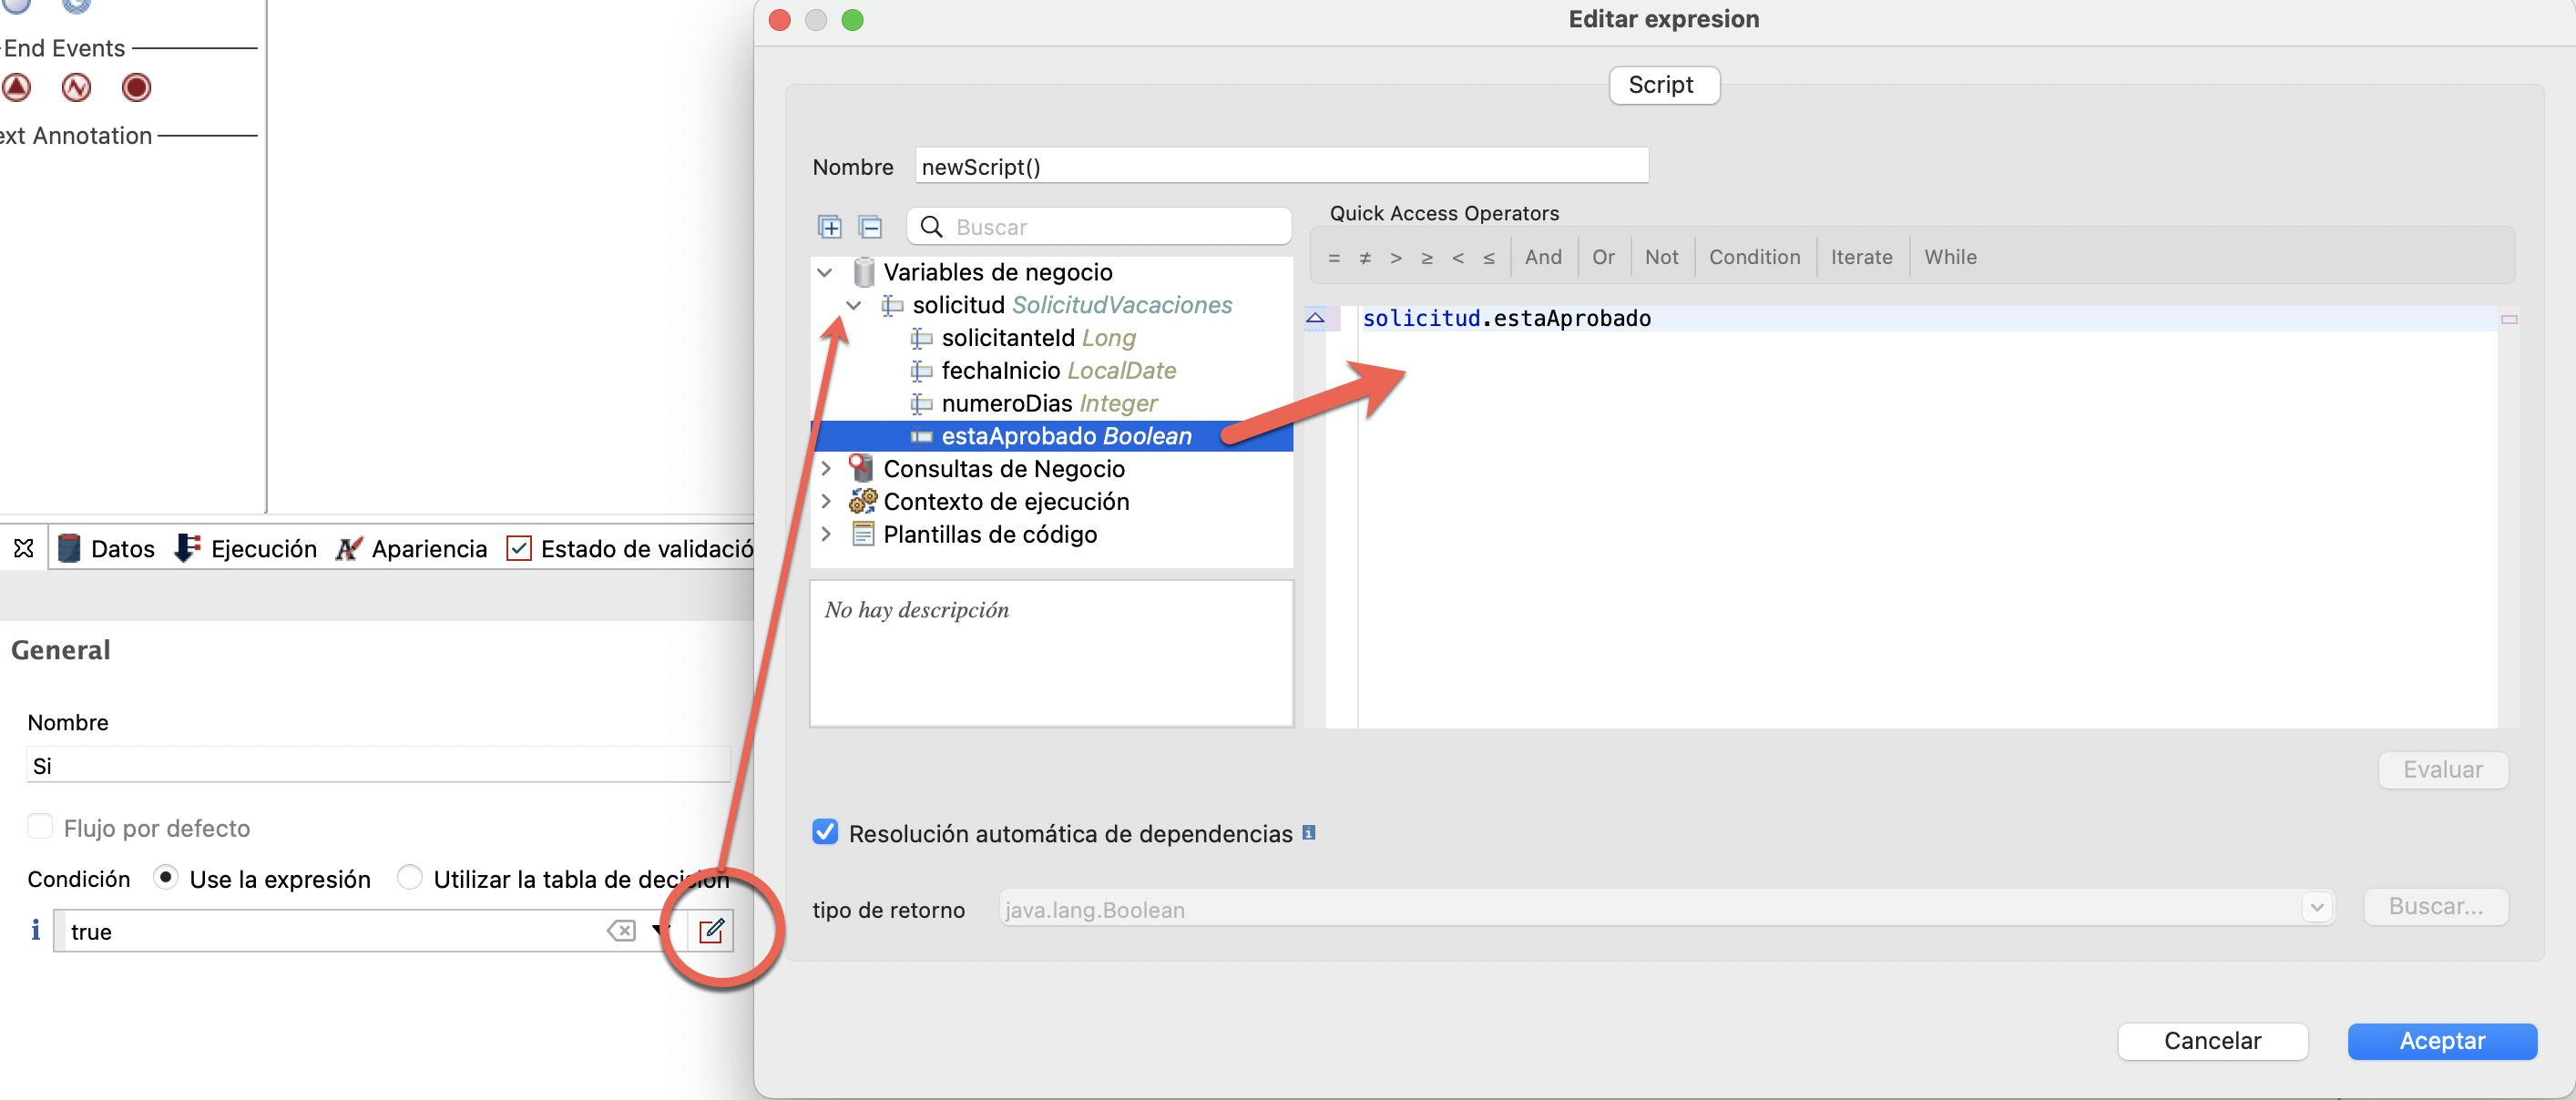 End Events
ext Annotation
Datos
Ejecución
Apariencia
Estado de validació
General
Nombre
Si
Flujo por defecto
Condición
Use la expresión
Utilizar la tabla de decisión
true
Editar expresion
Script
Nombre
newScript()
Buscar
Variables de negocio
solicitud SolicitudVacaciones
solicitanteId Long
fechaInicio LocalDate
numeroDias Integer
estaAprobado Boolean
Consultas de Negocio
Contexto de ejecución
Plantillas de código
No hay descripción
Quick Access Operators
= ≠ > ≥ < ≤ And Or Not Condition Iterate While
solicitud.estaAprobado
Evaluar
Resolución automática de dependencias
tipo de retorno
java.lang.Boolean
Buscar...
Cancelar
Aceptar